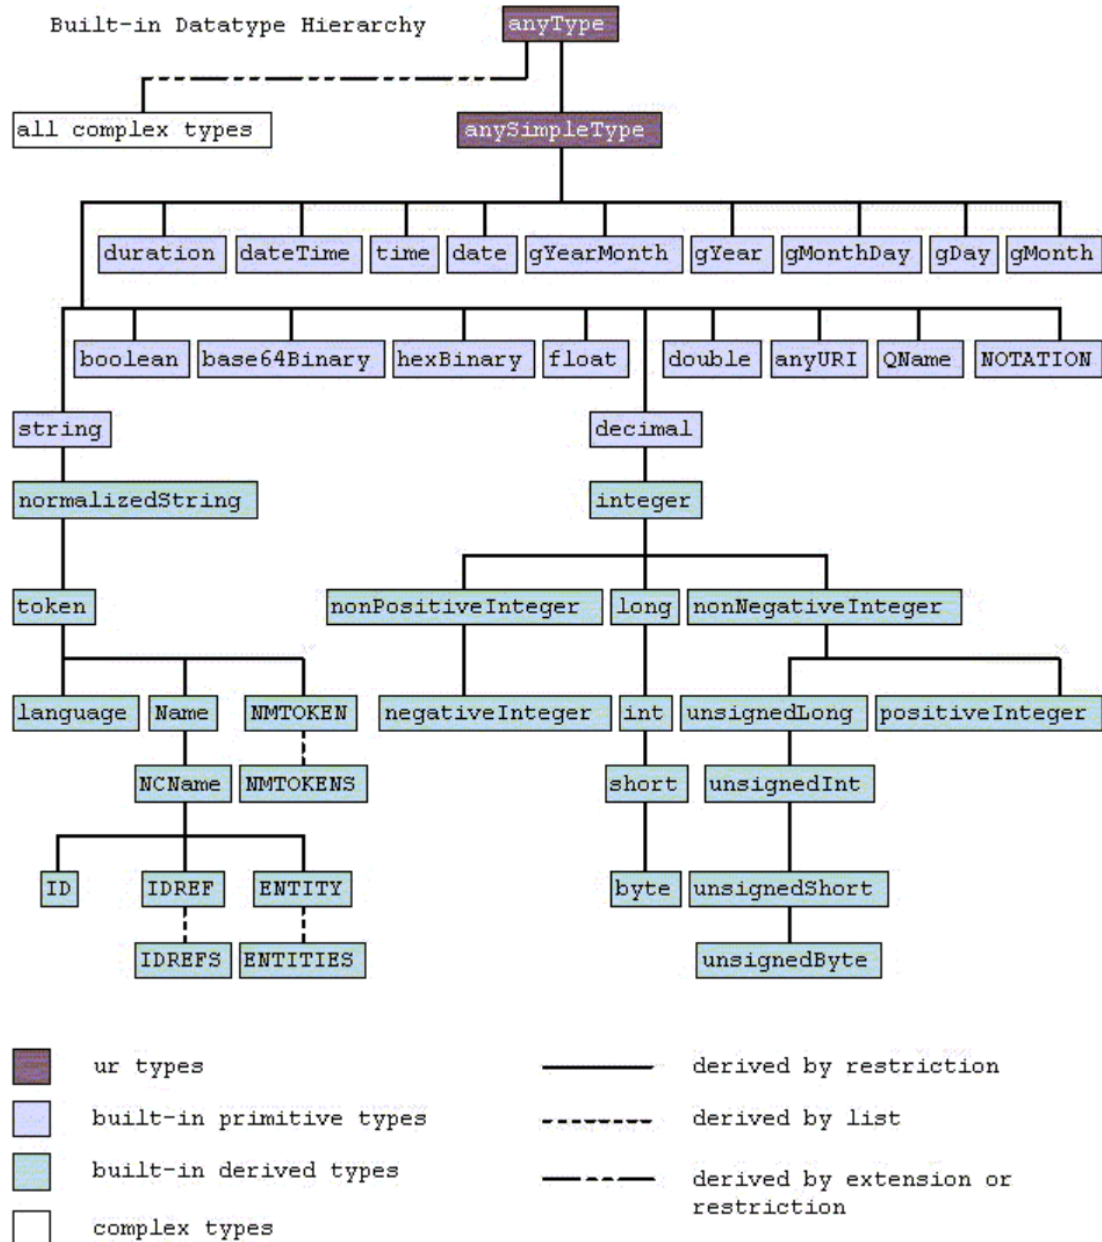 Built-in Datatype Hierarchy anyType
all complex types anySimpleType
duration dateTime time date gYearMonth gYear gMonthDay gDay gMonth
boolean base64Binary hexBinary float double anyURI QName NOTATION
string decimal
normalizedString integer
token nonPositiveInteger long nonNegativeInteger
language Name NMTOKEN negativeInteger int unsignedLong positiveInteger
NCName NMTOKENS short unsignedInt
ID IDREF ENTITY byte unsignedShort
IDREFS ENTITIES unsignedByte
ur types derived by restriction
built-in primitive types derived by list
built-in derived types derived by extension or
restriction
complex types